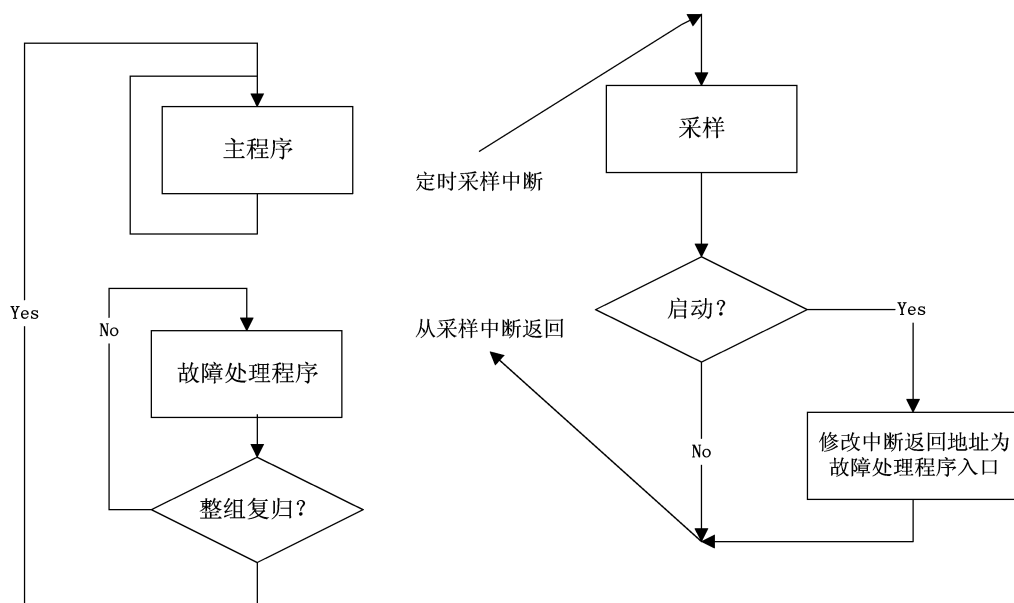 主程序
Yes
No
故障处理程序
整组复归?
定时采样中断
从采样中断返回
采样
启动?
Yes
No
修改中断返回地址为
故障处理程序入口